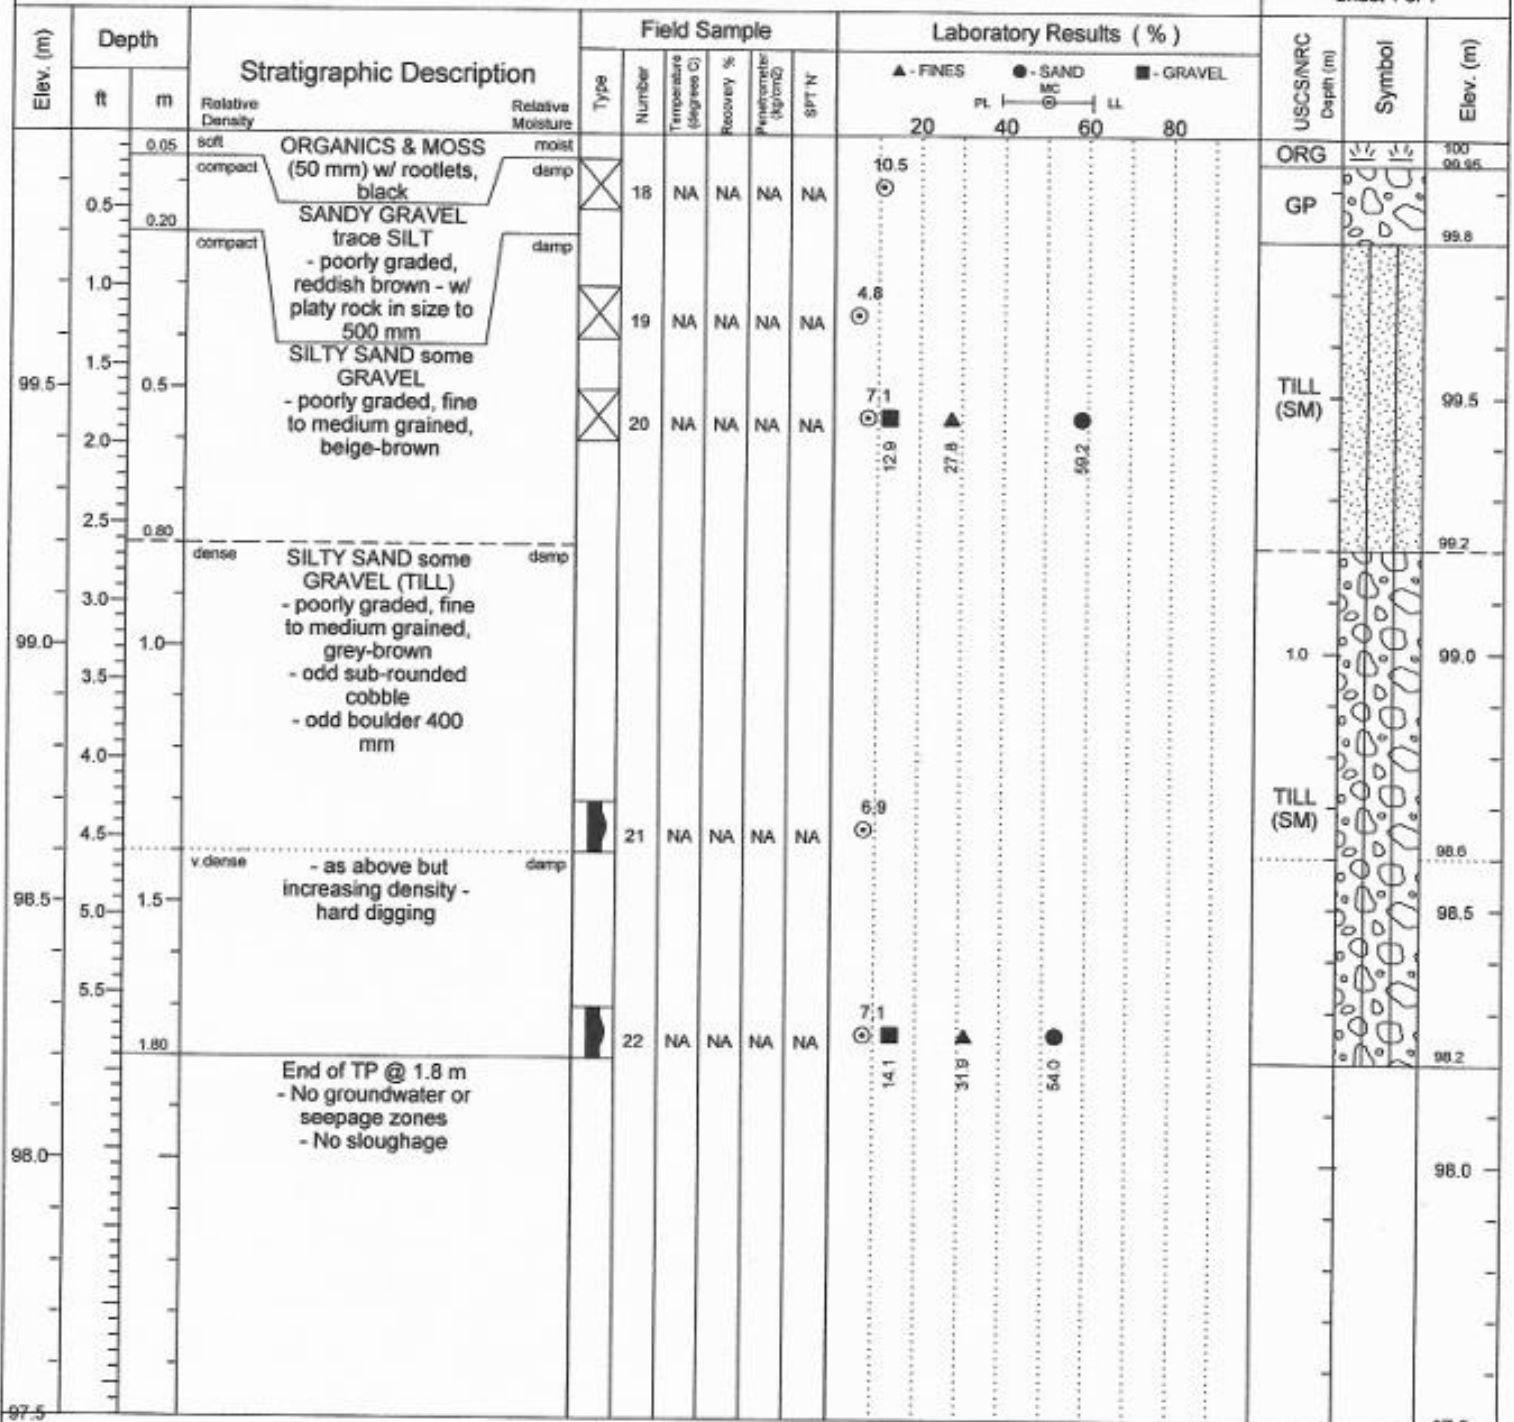 Elev. (m)
Depth
ft
m
Stratigraphic Description
Relative Density
Relative Moisture
Field Sample
Type
Number
Temperature (degrees C)
Recovery %
Penetrometer (kg/cm2)
SPT 'N'
Laboratory Results ( % )
▲ - FINES ● - SAND ■ - GRAVEL
MC
PL LL
20 40 60 80
USCS/NRC
Depth (m)
Symbol
Elev. (m)
0.05
soft
ORGANICS & MOSS
moist
compact
(50 mm) w/ rootlets,
damp
black
18 NA NA NA NA
10.5
ORG
100
99.95
GP
0.5
0.20
SANDY GRAVEL
trace SILT
compact
damp
- poorly graded,
reddish brown - w/
platy rock in size to
500 mm
99.8
1.0
19 NA NA NA NA
4.8
SILTY SAND some
GRAVEL
- poorly graded, fine
to medium grained,
beige-brown
1.5
99.5
0.5
20 NA NA NA NA
7.1
12.9
27.8
59.2
TILL
(SM)
99.5
2.0
2.5
0.80
99.2
dense
SILTY SAND some
damp
GRAVEL (TILL)
- poorly graded, fine
to medium grained,
grey-brown
- odd sub-rounded
cobble
- odd boulder 400
mm
3.0
99.0
1.0
1.0
99.0
3.5
4.0
4.5
21 NA NA NA NA
6.9
TILL
(SM)
98.6
v.dense
- as above but
damp
increasing density -
hard digging
98.5
5.0
1.5
98.5
5.5
22 NA NA NA NA
7.1
14.1
31.9
54.0
1.80
98.2
End of TP @ 1.8 m
- No groundwater or
seepage zones
- No sloughage
98.0
98.0
97.5